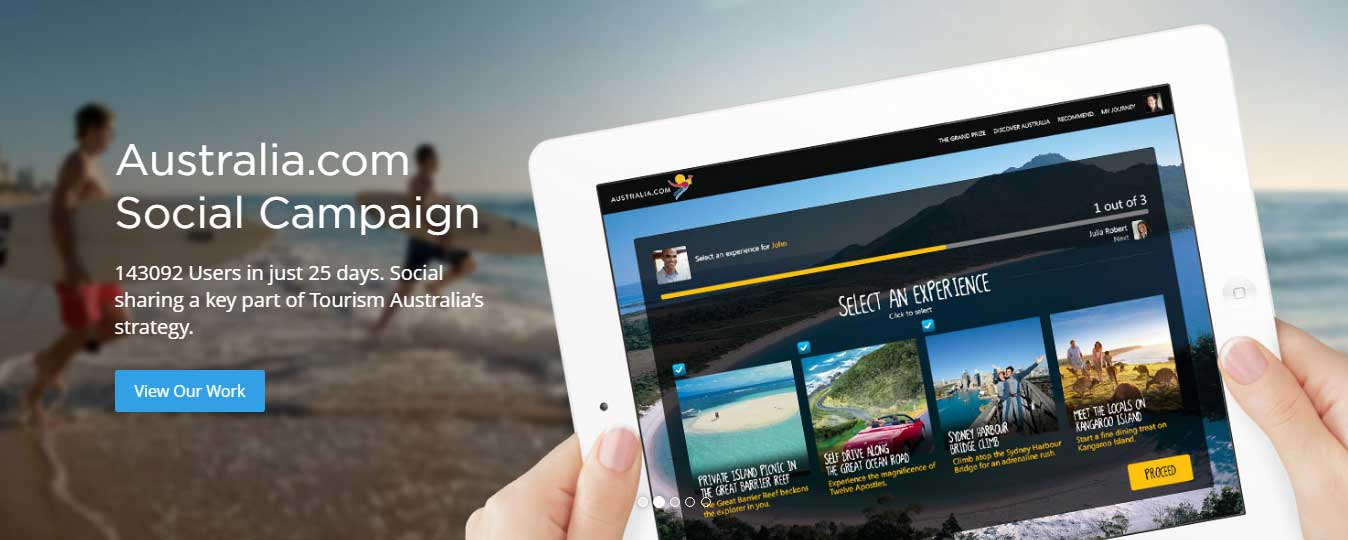 Australia.com
Social Campaign
143092 Users in just 25 days. Social
sharing a key part of Tourism Australia's
strategy.
View Our Work
AUSTRALIA.COM
THE GRAND PRIZE DISCOVER AUSTRALIA RECOMMEND MY JOURNEY
Select an experience for John
1 out of 3
Julia Robert
Next
SELECT AN EXPERIENCE
Click to select
PRIVATE ISLAND PICNIC IN
THE GREAT BARRIER REEF
The Great Barrier Reef beckons
the explorer in you.
SELF DRIVE ALONG
THE GREAT OCEAN ROAD
Experience the magnificence of
Twelve Apostles.
SYDNEY HARBOUR
BRIDGE CLIMB
Climb atop the Sydney Harbour
Bridge for an adrenaline rush
MEET THE LOCALS ON
KANGAROO ISLAND
Start a fine dining treat on
Kangaroo Island.
PROCEED